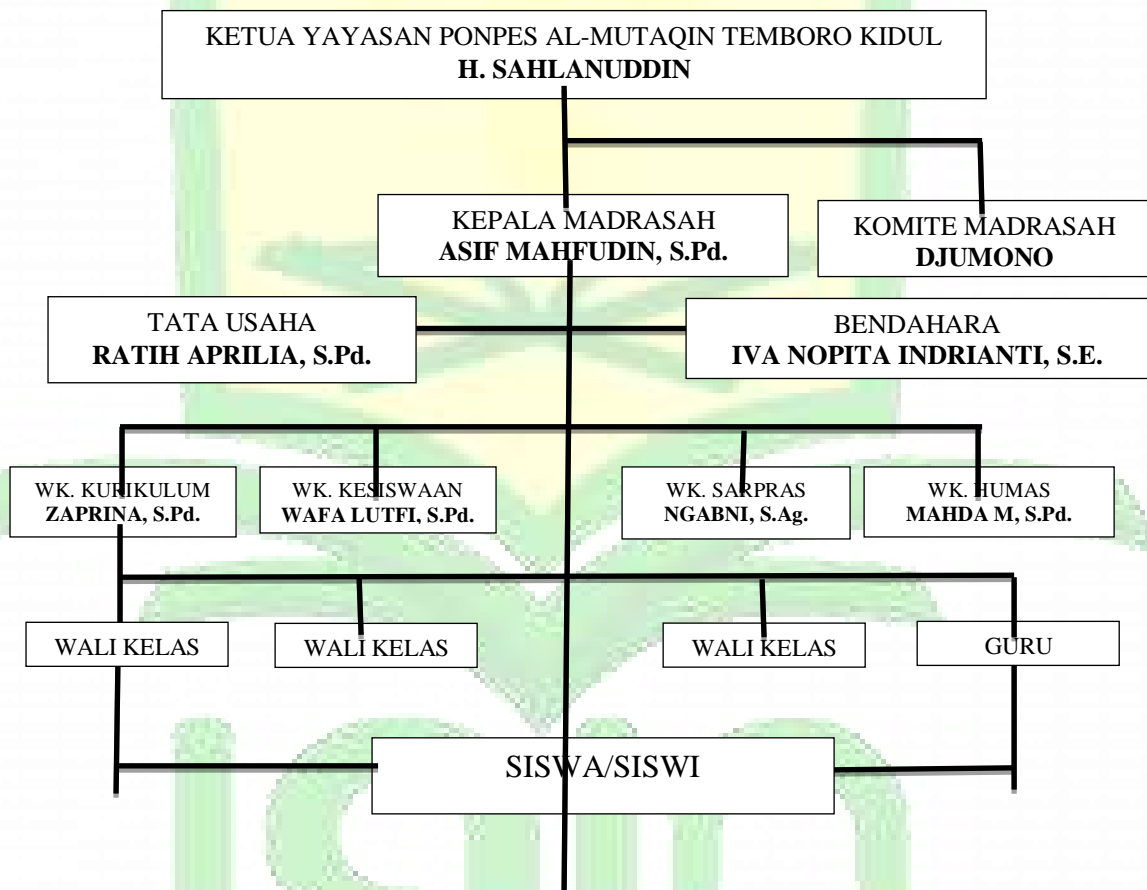 KETUA YAYASAN PONPES AL-MUTAQIN TEMBORO KIDUL
H. SAHLANUDDIN
KEPALA MADRASAH
ASIF MAHFUDIN, S.Pd.
KOMITE MADRASAH
DJUMONO
TATA USAHA
RATIH APRILIA, S.Pd.
BENDAHARA
IVA NOPITA INDRIANTI, S.E.
WK. KURIKULUM
ZAPRINA, S.Pd.
WK. KESISWAAN
WAFA LUTFI, S.Pd.
WK. SARPRAS
NGABNI, S.Ag.
WK. HUMAS
MAHDA M, S.Pd.
WALI KELAS
WALI KELAS
WALI KELAS
GURU
SISWA/SISWI